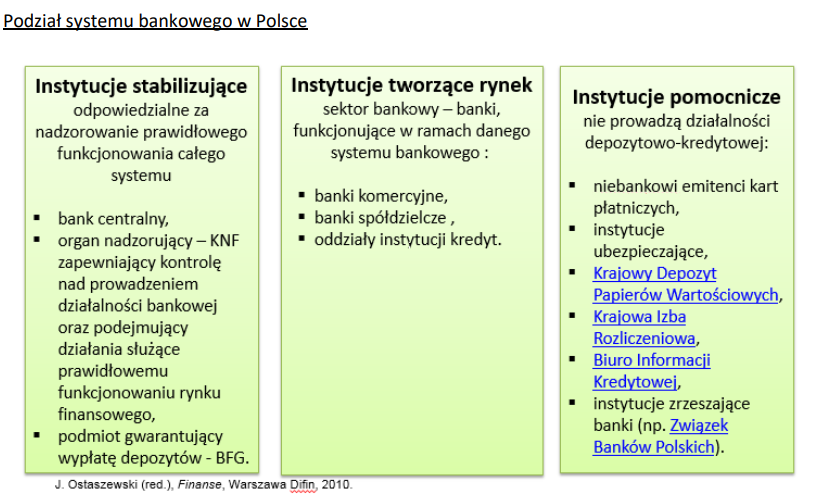 Podział systemu bankowego w Polsce
Instytucje stabilizujące
odpowiedzialne za
nadzorowanie prawidłowego
funkcjonowania całego
systemu
▪ bank centralny,
▪ organ nadzorujący – KNF
zapewniający kontrolę
nad prowadzeniem
działalności bankowej
oraz podejmujący
działania służące
prawidłowemu
funkcjonowaniu rynku
finansowego,
▪ podmiot gwarantujący
wypłatę depozytów - BFG.
Instytucje tworzące rynek
sektor bankowy – banki,
funkcjonujące w ramach danego
systemu bankowego :
▪ banki komercyjne,
▪ banki spółdzielcze ,
▪ oddziały instytucji kredyt.
Instytucje pomocnicze
nie prowadzą działalności
depozytowo-kredytowej:
▪ niebankowi emitenci kart
płatniczych,
▪ instytucje
ubezpieczające,
▪ Krajowy Depozyt
Papierów Wartościowych,
▪ Krajowa Izba
Rozliczeniowa,
▪ Biuro Informacji
Kredytowej,
▪ instytucje zrzeszające
banki (np. Związek
Banków Polskich).
J. Ostaszewski (red.), Finanse, Warszawa Difin, 2010.